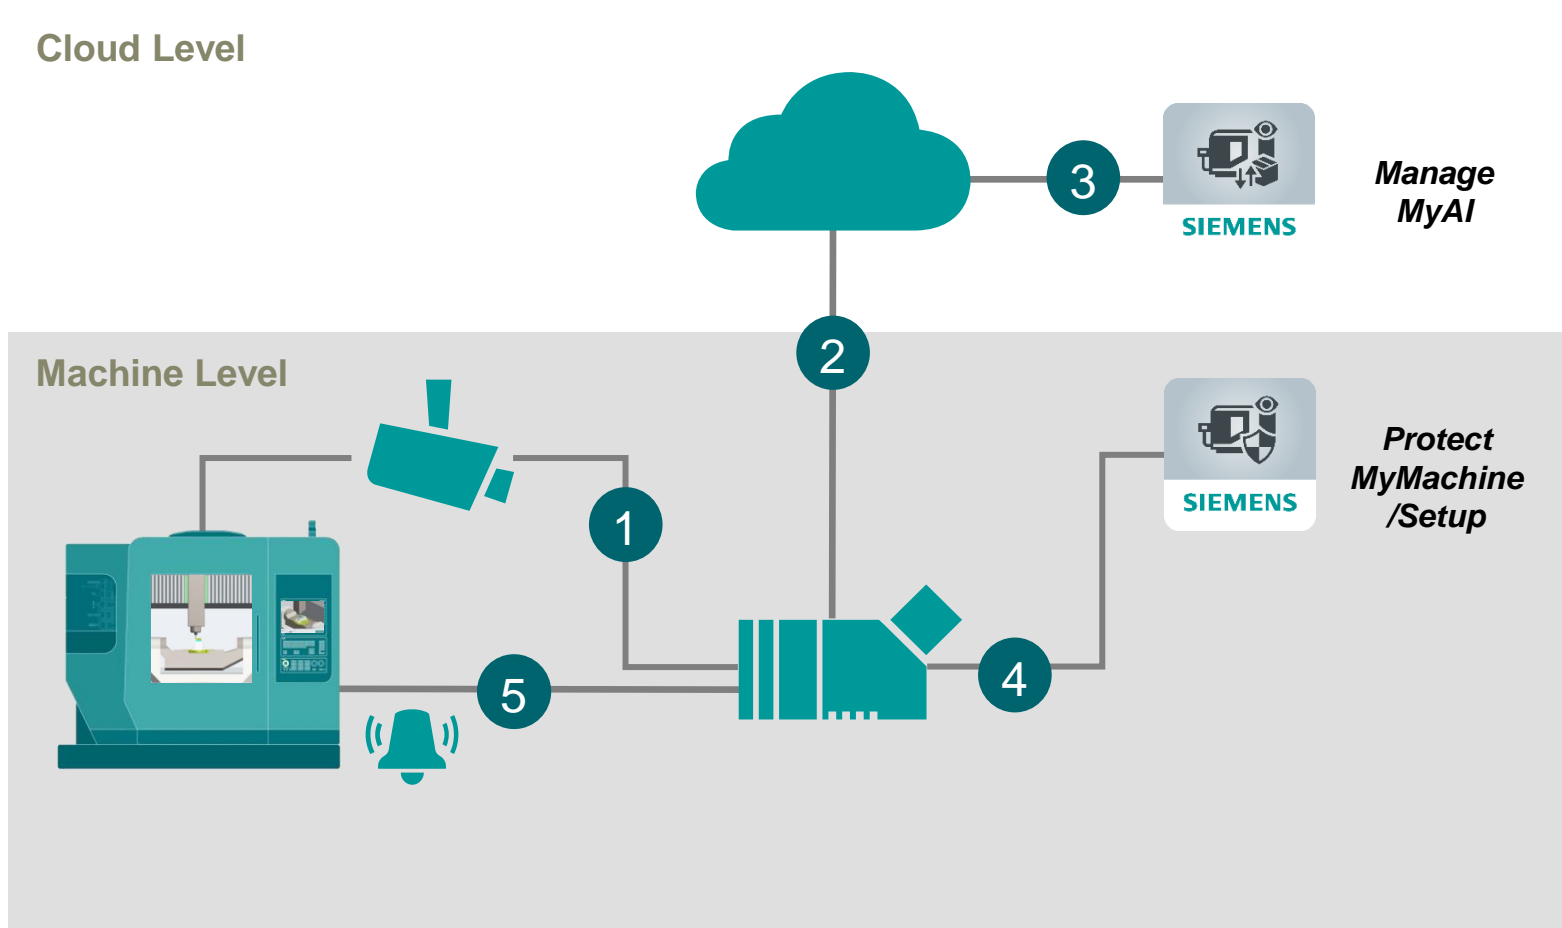 Cloud Level
3
SIEMENS
Manage
MyAI
2
Machine Level
1
SIEMENS
Protect
MyMachine
/Setup
4
5